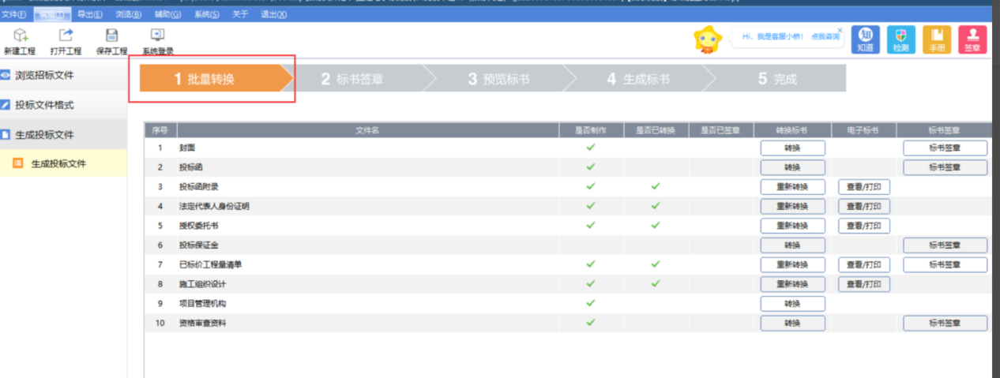 文件(F) 导出(E) 浏览(B) 辅助(G) 系统(S) 关于 退出(X)
新建工程 打开工程 保存工程 系统登录
Hi，我是客服小桥！ 点我咨询
知道 检测 手册 签章
浏览招标文件
投标文件格式
生成投标文件
生成投标文件
1 批量转换 2 标书签章 3 预览标书 4 生成标书 5 完成
序号 文件名 是否制作 是否已转换 是否已签章 转换标书 电子标书 标书签章
1 封面 转换 标书签章
2 投标函 转换 标书签章
3 投标函附录 重新转换 查看/打印
4 法定代表人身份证明 重新转换 查看/打印
5 授权委托书 重新转换 查看/打印
6 投标保证金 转换 标书签章
7 已标价工程量清单 重新转换 查看/打印 标书签章
8 施工组织设计 重新转换 查看/打印
9 项目管理机构 转换
10 资格审查资料 转换 标书签章